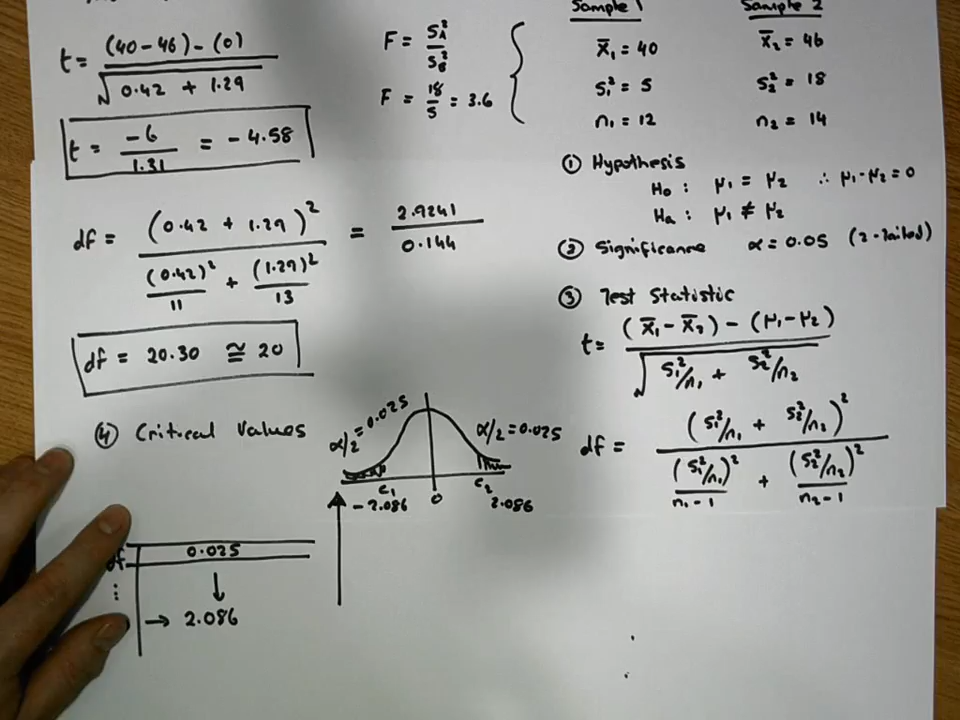 Sample 1 Sample 2
x̄₁ = 40 x̄₂ = 46
s₁² = 5 s₂² = 18
n₁ = 12 n₂ = 14
F = sA²/sB²
F = 18/5 = 3.6
t = ((40-46) - (0)) / √(0.42 + 1.29)
t = -6/1.31 = -4.58
df = (0.42 + 1.29)² / ((0.42)²/11 + (1.29)²/13) = 2.9241/0.144
df = 20.30 ≅ 20
① Hypothesis
H₀ : μ₁ = μ₂ ∴ μ₁-μ₂ = 0
Ha : μ₁ ≠ μ₂
② Significance α = 0.05 (2-tailed)
③ Test Statistic
t = ((x̄₁ - x̄₂) - (μ₁ - μ₂)) / √(s₁²/n₁ + s₂²/n₂)
df = (s₁²/n₁ + s₂²/n₂)² / ((s₁²/n₁)²/(n₁-1) + (s₂²/n₂)²/(n₂-1))
④ Critical Values
α/2 = 0.025 α/2 = 0.025
c₁ c₂
-2.086 0 2.086
df 0.025
⋮ ↓
→ 2.086